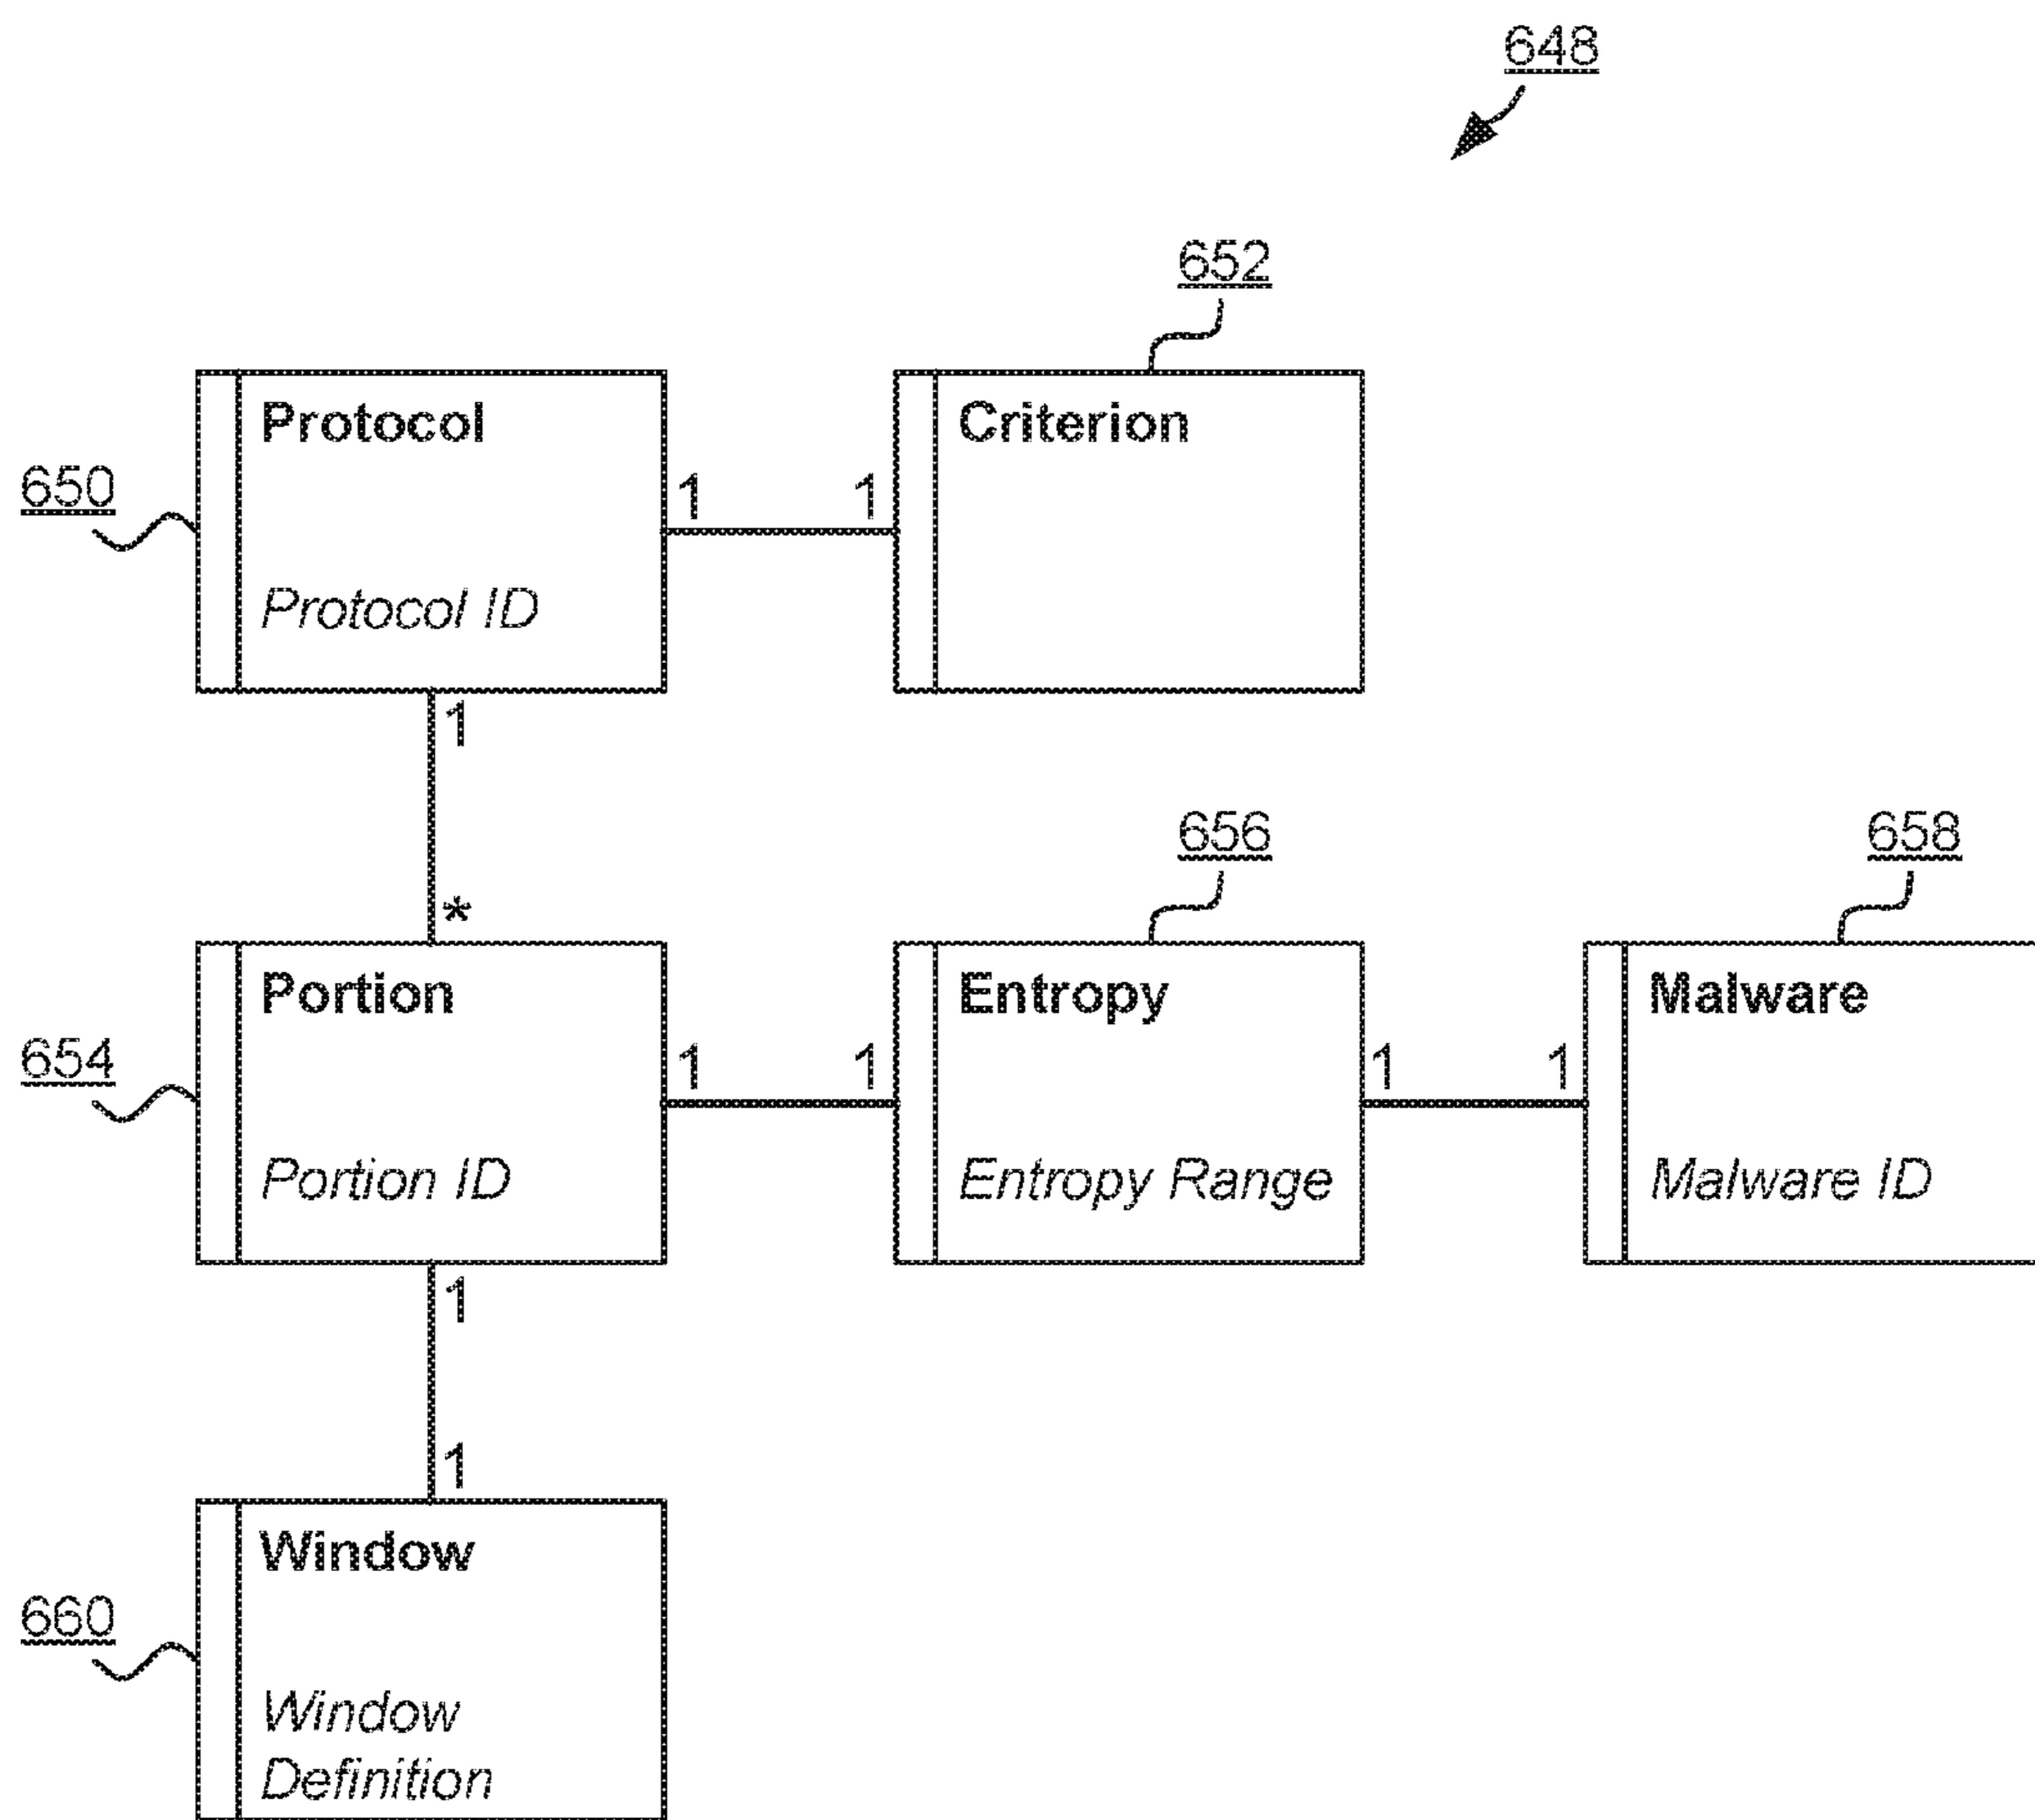 648
652
Protocol
Criterion
650
1
1
Protocol ID
1
656
658
*
Portion
Entropy
Malware
654
1
1
1
1
Portion ID
Entropy Range
Malware ID
1
1
Window
660
Window
Definition